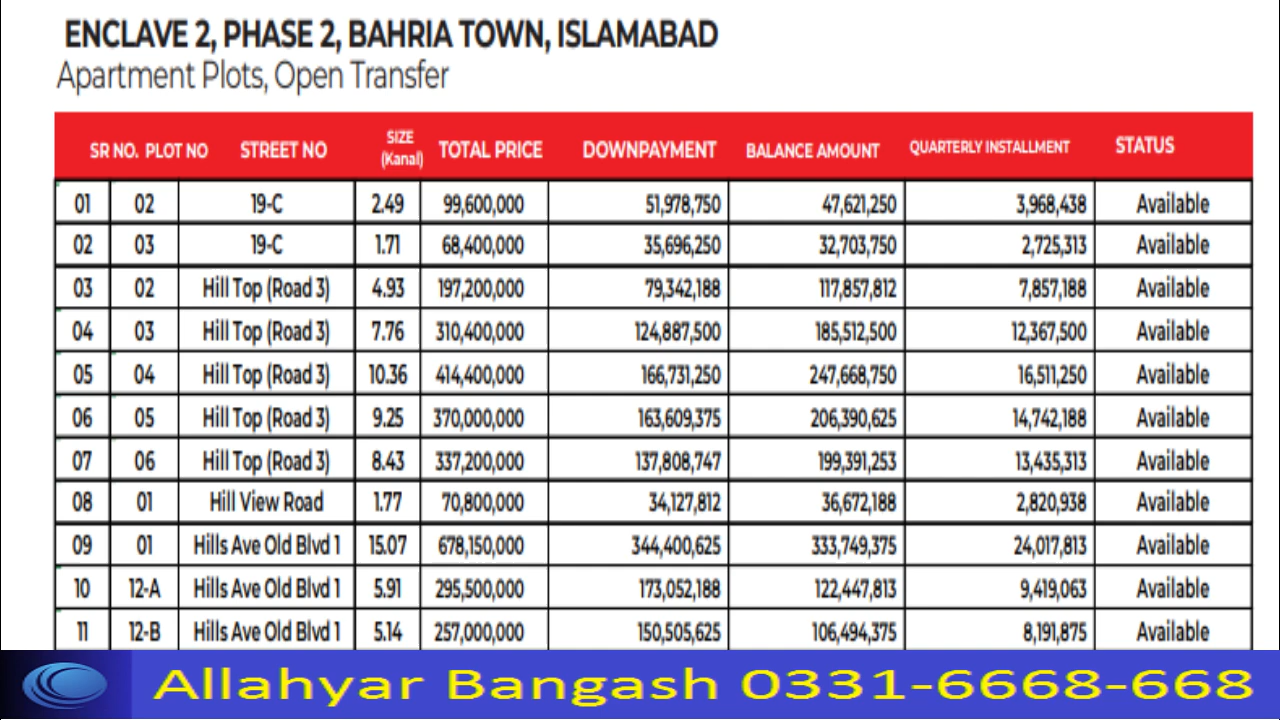 ENCLAVE 2, PHASE 2, BAHRIA TOWN, ISLAMABAD
Apartment Plots, Open Transfer
SR NO. PLOT NO STREET NO SIZE (Kanal) TOTAL PRICE DOWNPAYMENT BALANCE AMOUNT QUARTERLY INSTALLMENT STATUS
01 02 19-C 2.49 99,600,000 51,978,750 47,621,250 3,968,438 Available
02 03 19-C 1.71 68,400,000 35,696,250 32,703,750 2,725,313 Available
03 02 Hill Top (Road 3) 4.93 197,200,000 79,342,188 117,857,812 7,857,188 Available
04 03 Hill Top (Road 3) 7.76 310,400,000 124,887,500 185,512,500 12,367,500 Available
05 04 Hill Top (Road 3) 10.36 414,400,000 166,731,250 247,668,750 16,511,250 Available
06 05 Hill Top (Road 3) 9.25 370,000,000 163,609,375 206,390,625 14,742,188 Available
07 06 Hill Top (Road 3) 8.43 337,200,000 137,808,747 199,391,253 13,435,313 Available
08 01 Hill View Road 1.77 70,800,000 34,127,812 36,672,188 2,820,938 Available
09 01 Hills Ave Old Blvd 1 15.07 678,150,000 344,400,625 333,749,375 24,017,813 Available
10 12-A Hills Ave Old Blvd 1 5.91 295,500,000 173,052,188 122,447,813 9,419,063 Available
11 12-B Hills Ave Old Blvd 1 5.14 257,000,000 150,505,625 106,494,375 8,191,875 Available
Allahyar Bangash 0331-6668-668